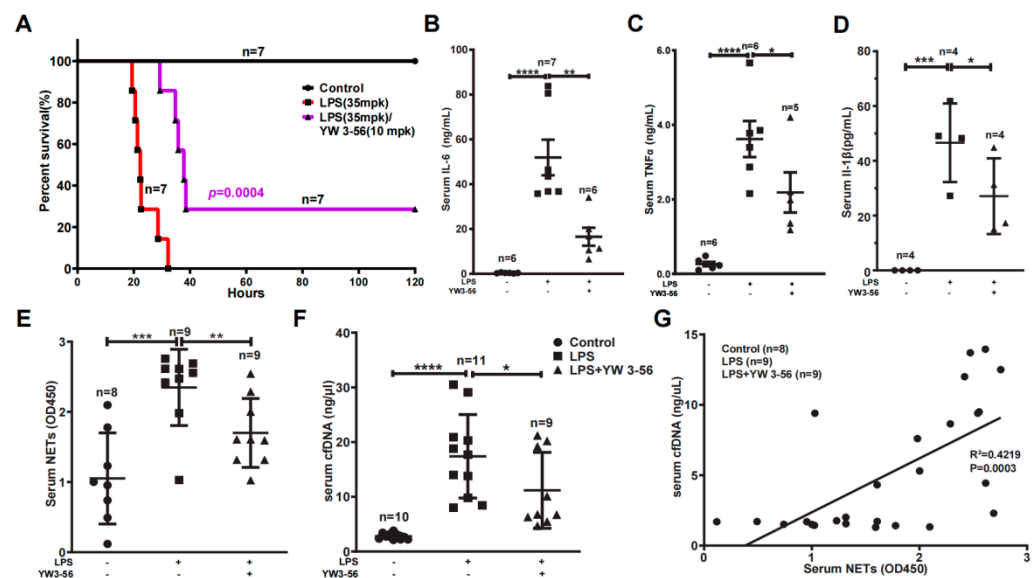 A
n=7
Percent survival(%)
100
80
60
40
20
0
Control
LPS(35mpk)
LPS(35mpk)/
YW 3-56(10 mpk)
n=7
p=0.0004
n=7
0 20 40 60 80 100 120
Hours
B
Serum IL-6 (ng/mL)
100
80
60
40
20
0
n=7
**** **
n=6
n=6
LPS - + +
YW3-56 - - +
C
Serum TNFα (ng/mL)
6.0
4.0
2.0
0.0
n=6
**** *
n=5
n=6
LPS - + +
YW3-56 - - +
D
Serum Il-1β(pg/mL)
80
60
40
20
0
n=4
*** *
n=4
n=4
LPS - + +
YW3-56 - - +
E
Serum NETs (OD450)
3
2
1
0
n=9
*** **
n=9
n=8
LPS - + +
YW3-56 - - +
F
serum cfDNA (ng/µl)
40
30
20
10
0
Control
LPS
LPS+YW 3-56
n=11
**** *
n=9
n=10
LPS - + +
YW3-56 - - +
G
serum cfDNA (ng/uL)
15
10
5
0
Control (n=8)
LPS (n=9)
LPS+YW 3-56 (n=9)
R²=0.4219
P=0.0003
0 1 2 3
Serum NETs (OD450)